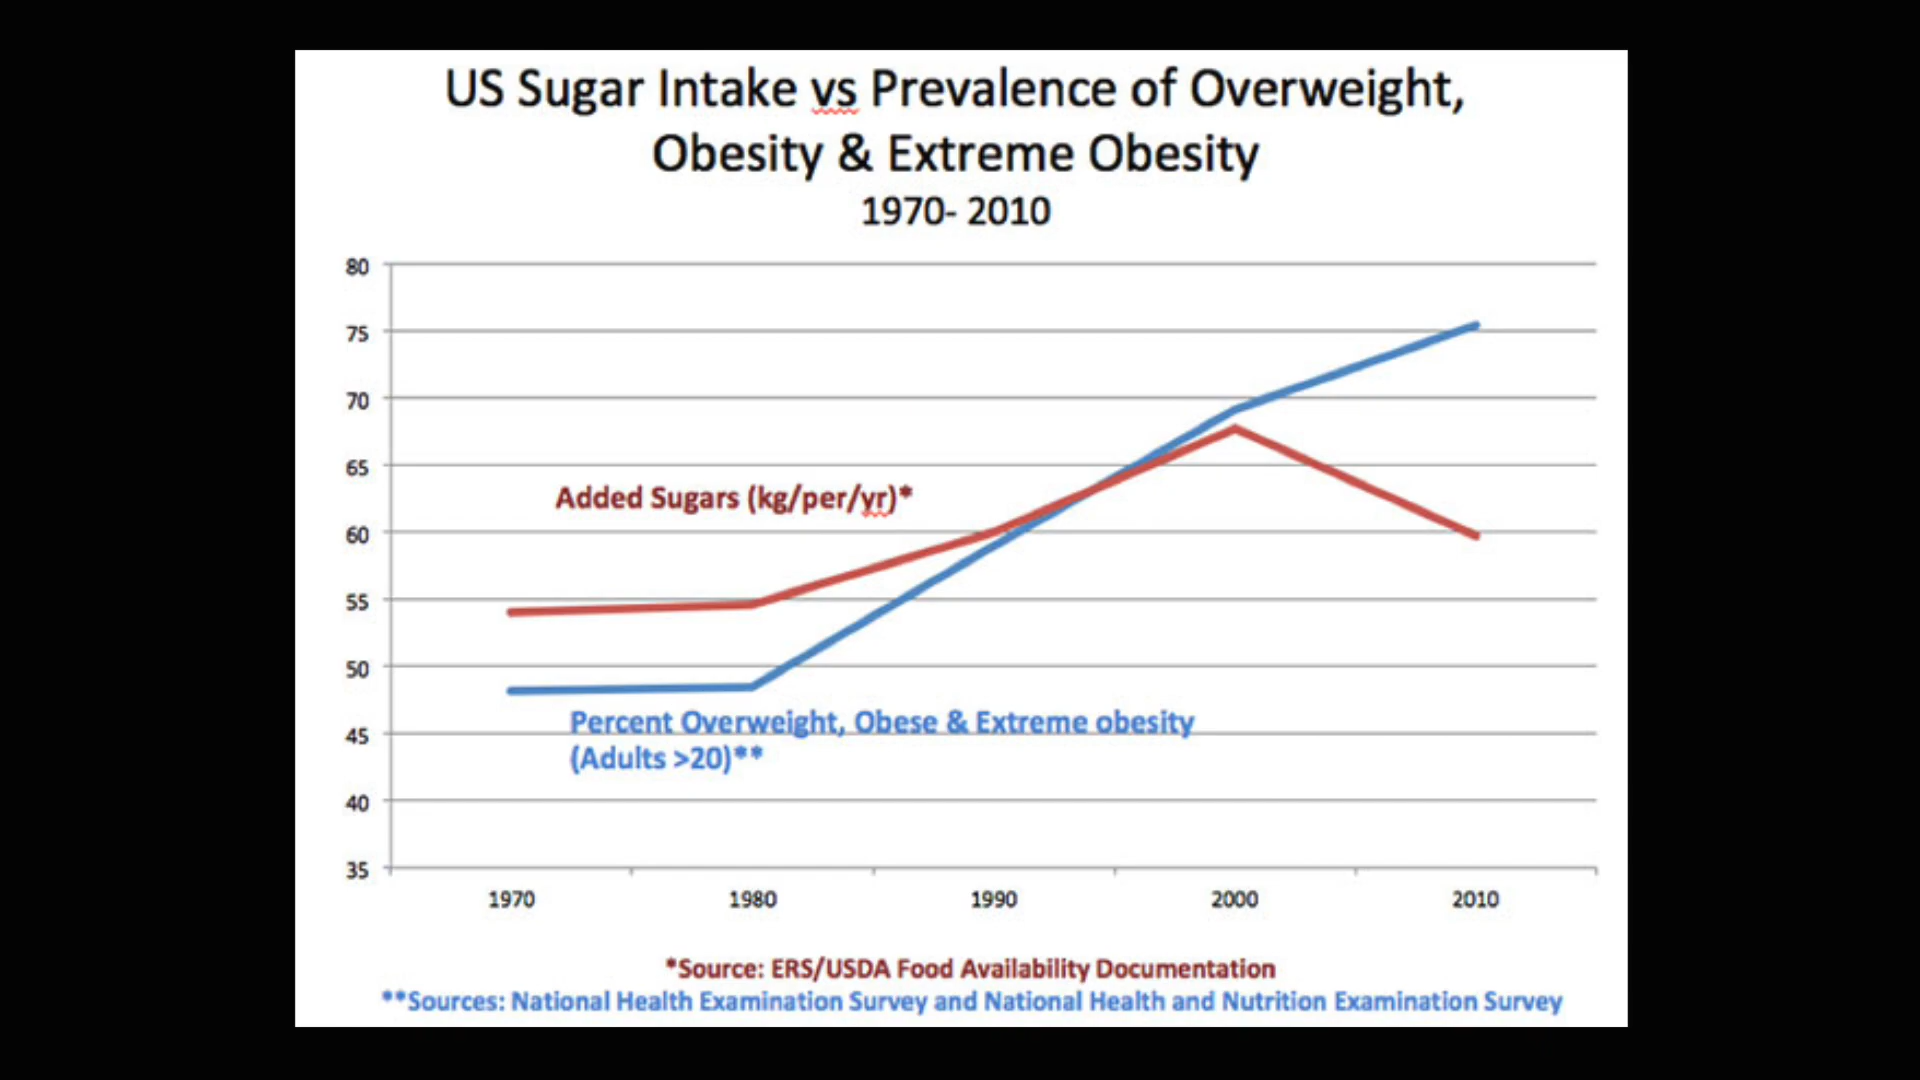 US Sugar Intake vs Prevalence of Overweight,
Obesity & Extreme Obesity
1970- 2010
80
75
70
65
60
55
50
45
40
35
Added Sugars (kg/per/yr)*
Percent Overweight, Obese & Extreme obesity
(Adults >20)**
1970 1980 1990 2000 2010
*Source: ERS/USDA Food Availability Documentation
**Sources: National Health Examination Survey and National Health and Nutrition Examination Survey